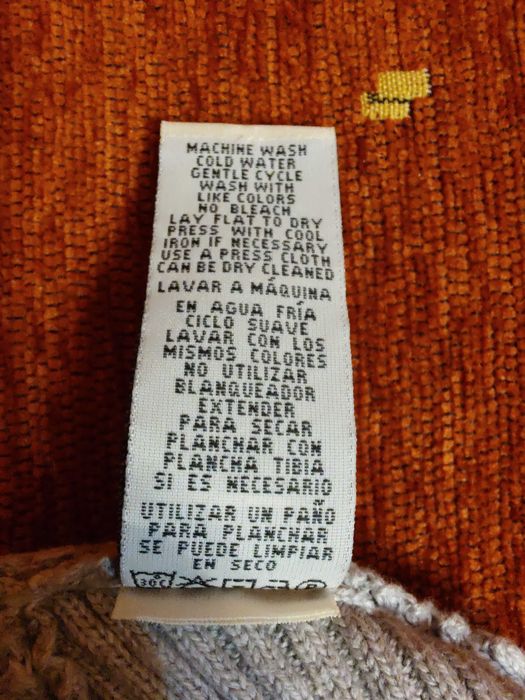 MACHINE WASH
COLD WATER
GENTLE CYCLE
WASH WITH
LIKE COLORS
NO BLEACH
LAY FLAT TO DRY
PRESS WITH COOL
IRON IF NECESSARY
USE A PRESS CLOTH
CAN BE DRY CLEANED
LAVAR A MÁQUINA
EN AGUA FRÍA
CICLO SUAVE
LAVAR CON LOS
MISMOS COLORES
NO UTILIZAR
BLANQUEADOR
EXTENDER
PARA SECAR
PLANCHAR CON
PLANCHA TIBIA
SI ES NECESARIO
UTILIZAR UN PAÑO
PARA PLANCHAR
SE PUEDE LIMPIAR
EN SECO
30C